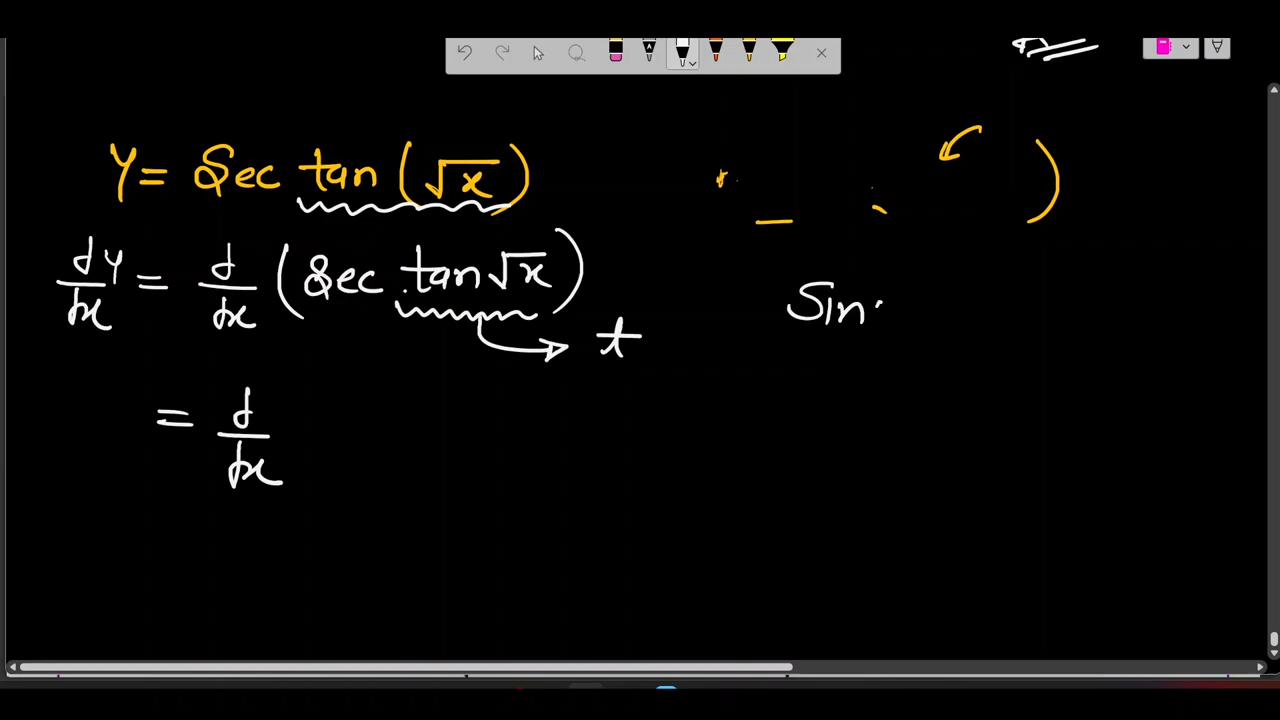 Y = Sec tan (√x)
dy/dx = d/dx (Sec tan √x)
t
Sin
= d/dx